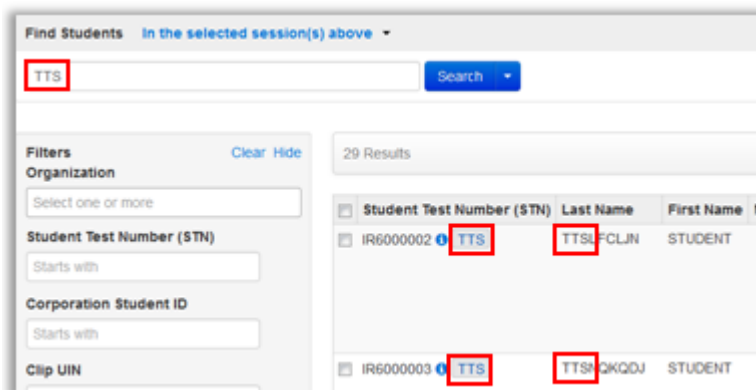 Find Students In the selected session(s) above
TTS
Search
Filters
Clear Hide
Organization
Select one or more
Student Test Number (STN)
Starts with
Corporation Student ID
Starts with
Clip UIN
29 Results
Student Test Number (STN) Last Name First Name
IR6000002 TTS TTSLFCLJN STUDENT
IR6000003 TTS TTSNQKQDJ STUDENT